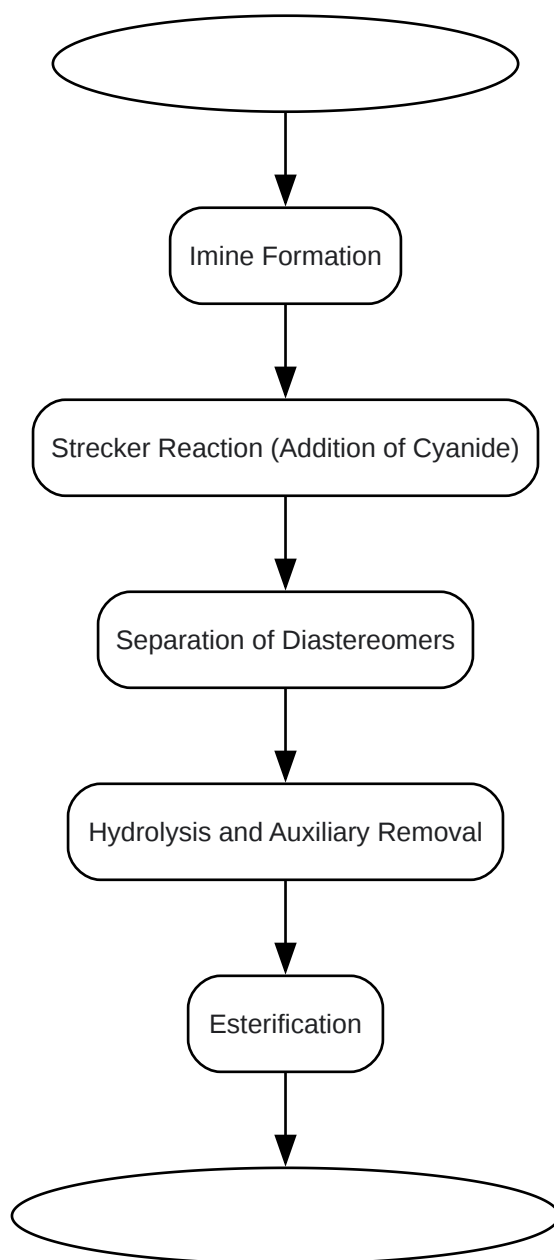 Imine Formation
Strecker Reaction (Addition of Cyanide)
Separation of Diastereomers
Hydrolysis and Auxiliary Removal
Esterification